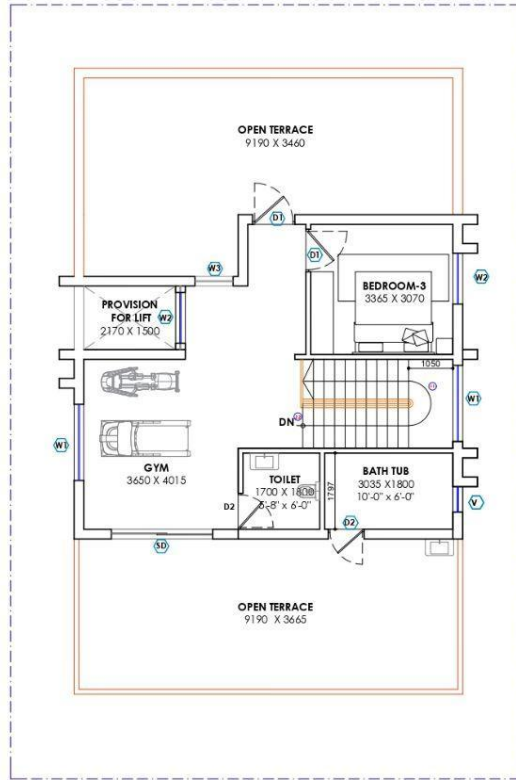 OPEN TERRACE
9190 X 3460
D1
D1
W3
BEDROOM-3
3365 X 3070
W2
PROVISION
FOR LIFT
2170 X 1500
W2
1050
W1
DN
W1
GYM
3650 X 4015
TOILET
1700 X 1800
5'-8" x 6'-0"
1797
BATH TUB
3035 X1800
10'-0" x 6'-0"
V
D2
D2
SD
OPEN TERRACE
9190 X 3665